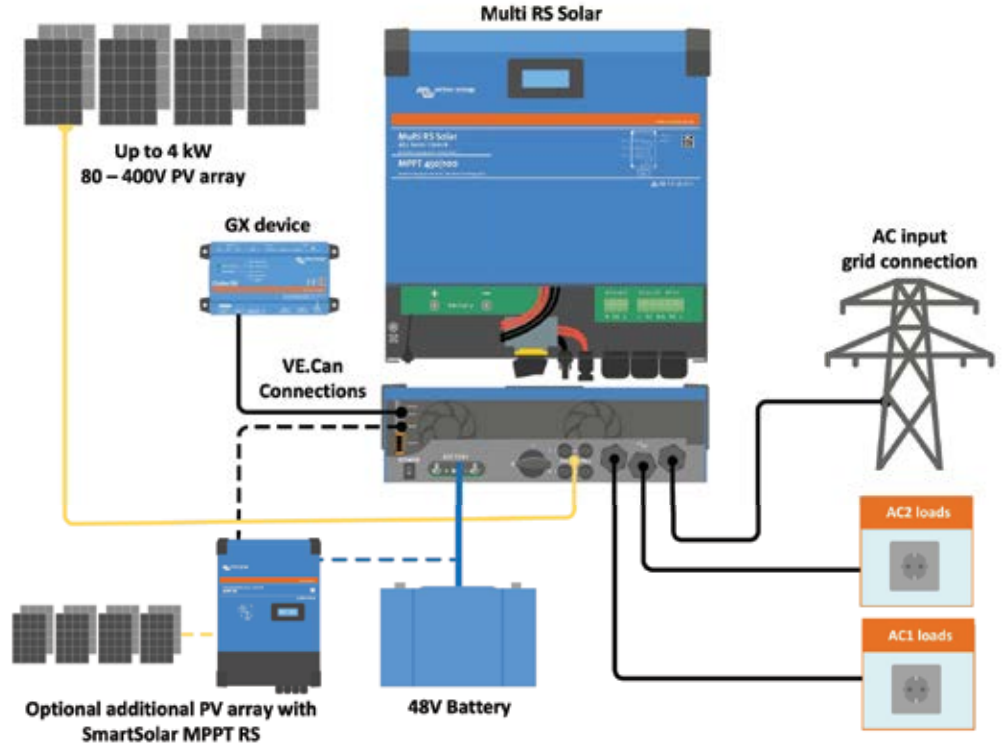 Multi RS Solar
Up to 4 kW
80 – 400V PV array
Multi RS Solar
MPPT 450|100
GX device
AC input
grid connection
VE.Can
Connections
POWER
BATTERY
AC2 loads
AC1 loads
Optional additional PV array with
SmartSolar MPPT RS
48V Battery